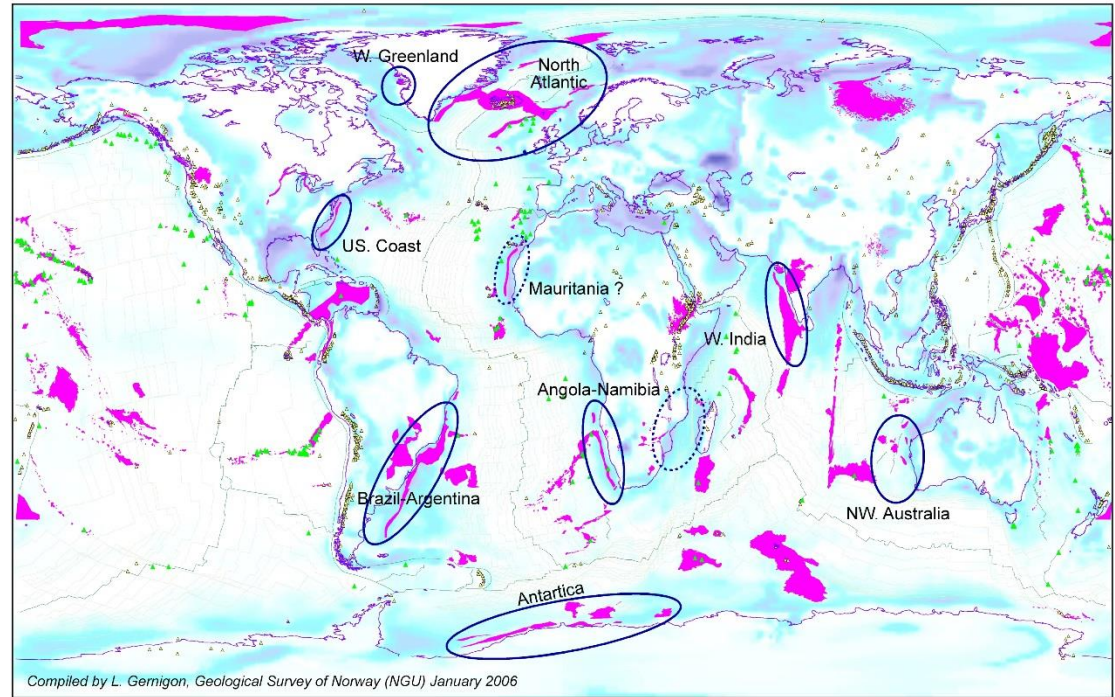 W. Greenland
North
Atlantic
US. Coast
Mauritania ?
W. India
Angola-Namibia
Brazil-Argentina
NW. Australia
Antartica
Compiled by L. Gernigon, Geological Survey of Norway (NGU) January 2006